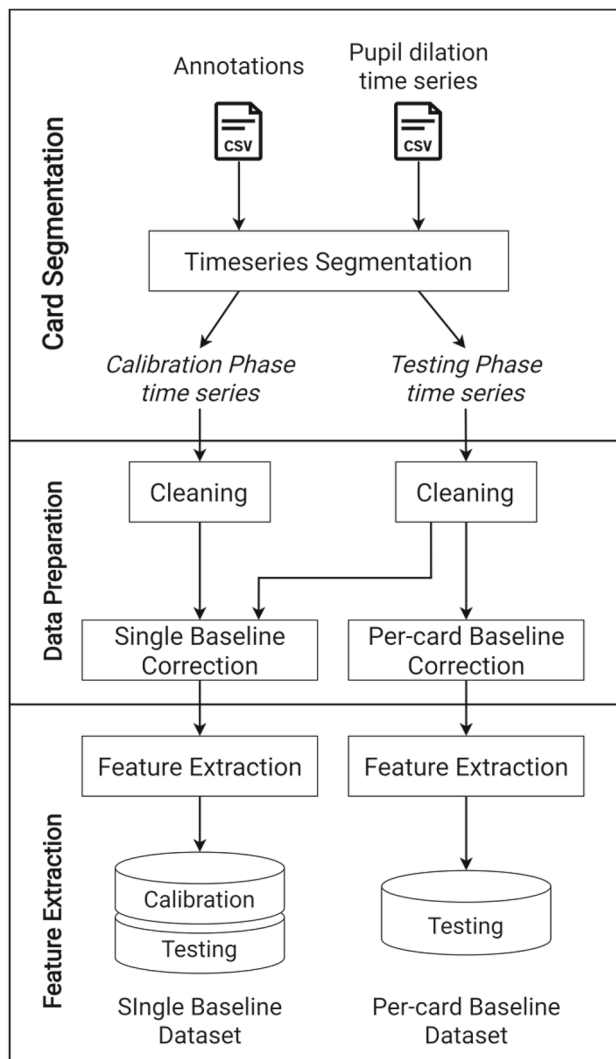 Card Segmentation
Annotations
Pupil dilation
time series
CSV
CSV
Timeseries Segmentation
Calibration Phase
time series
Testing Phase
time series
Data Preparation
Cleaning
Cleaning
Single Baseline
Correction
Per-card Baseline
Correction
Feature Extraction
Feature Extraction
Feature Extraction
Calibration
Testing
Testing
SIngle Baseline
Dataset
Per-card Baseline
Dataset